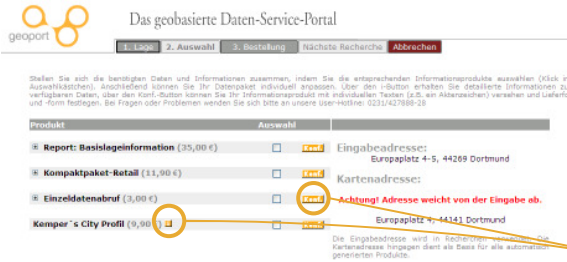 geoport
Das geobasierte Daten-Service-Portal
1. Lage 2. Auswahl 3. Bestellung Nächste Recherche Abbrechen
Stellen Sie sich die benötigten Daten und Informationen zusammen, indem Sie die entsprechenden Informationsprodukte auswählen (Klick in
Auswahlkästchen). Anschließend können Sie Ihr Datenpaket individuell anpassen. Über den i-Button erhalten Sie detaillierte Informationen zu
verfügbaren Daten, über den Konf.-Button können Sie Ihr Informationsprodukt mit individuellen Texten (z.B. ein Aktenzeichen) versehen und Lieferfo
und -form festlegen. Bei Fragen oder Problemen wenden Sie sich bitte an unsere User-Hotline: 0231/427888-28
Produkt Auswahl
Report: Basislageinformation (35,00 €) Konf.
Eingabeadresse:
Europaplatz 4-5, 44269 Dortmund
Kompaktpaket-Retail (11,90 €) Konf.
Kartenadresse:
Einzeldatenabruf (3,00 €) Konf.
Achtung! Adresse weicht von der Eingabe ab.
Kemper´s City Profil (9,90 €) i Konf.
Europaplatz 4, 44141 Dortmund
Die Eingabeadresse wird in Recherchen verwendet. Die
Kartenadresse hingegen dient als Basis für alle automatisch
generierten Produkte.